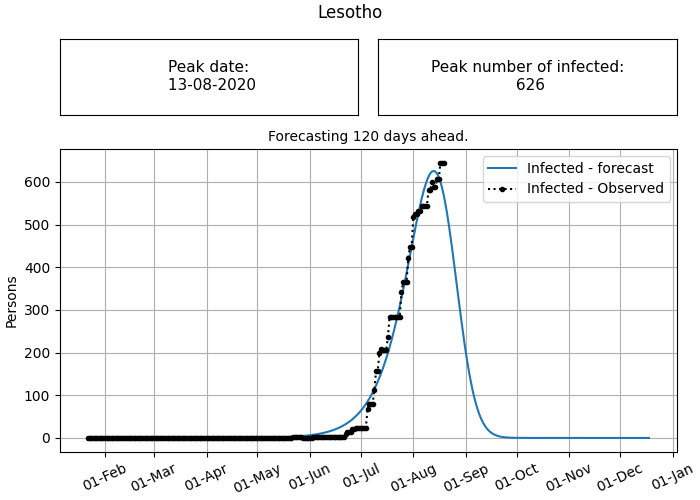 Lesotho
Peak date:
13-08-2020
Peak number of infected:
626
Forecasting 120 days ahead.
Infected - forecast
Infected - Observed
Persons
600
500
400
300
200
100
0
01-Feb
01-Mar
01-Apr
01-May
01-Jun
01-Jul
01-Aug
01-Sep
01-Oct
01-Nov
01-Dec
01-Jan